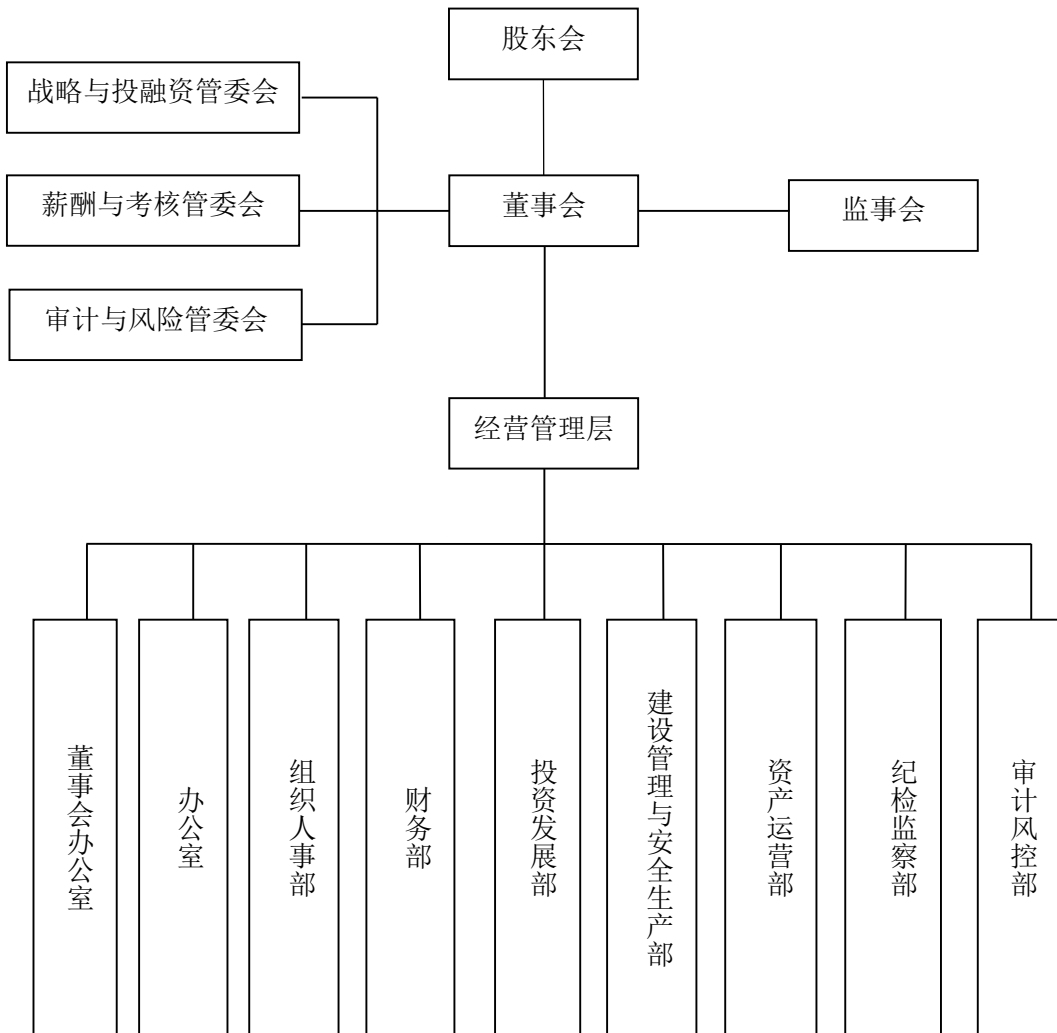 股东会
战略与投融资管委会
薪酬与考核管委会
董事会
监事会
审计与风险管委会
经营管理层
董事会办公室
办公室
组织人事部
财务部
投资发展部
建设管理与安全生产部
资产运营部
纪检监察部
审计风控部